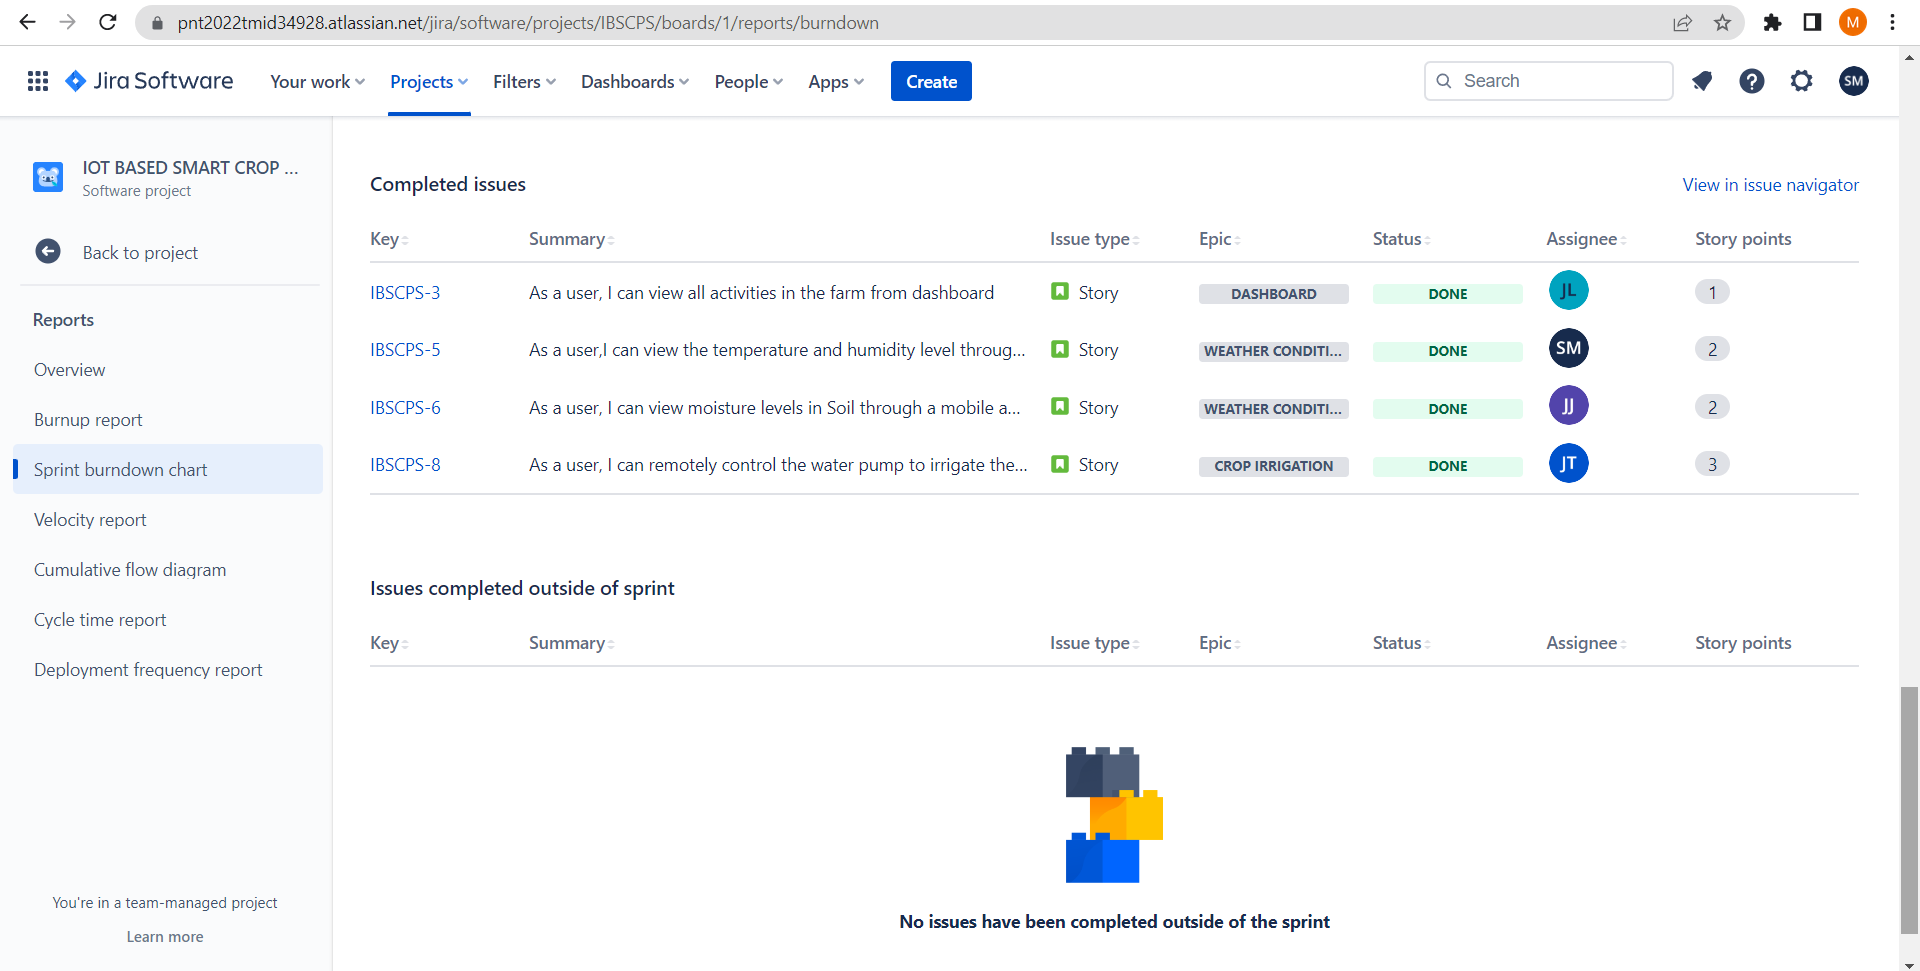 pnt2022tmid34928.atlassian.net/jira/software/projects/IBSCPS/boards/1/reports/burndown
M
Jira Software Your work Projects Filters Dashboards People Apps Create Search SM
IOT BASED SMART CROP ...
Software project
Back to project
Reports
Overview
Burnup report
Sprint burndown chart
Velocity report
Cumulative flow diagram
Cycle time report
Deployment frequency report
You're in a team-managed project
Learn more
Completed issues View in issue navigator
Key Summary Issue type Epic Status Assignee Story points
IBSCPS-3 As a user, I can view all activities in the farm from dashboard Story DASHBOARD DONE JL 1
IBSCPS-5 As a user,I can view the temperature and humidity level throug... Story WEATHER CONDITI... DONE SM 2
IBSCPS-6 As a user, I can view moisture levels in Soil through a mobile a... Story WEATHER CONDITI... DONE JJ 2
IBSCPS-8 As a user, I can remotely control the water pump to irrigate the... Story CROP IRRIGATION DONE JT 3
Issues completed outside of sprint
Key Summary Issue type Epic Status Assignee Story points
No issues have been completed outside of the sprint